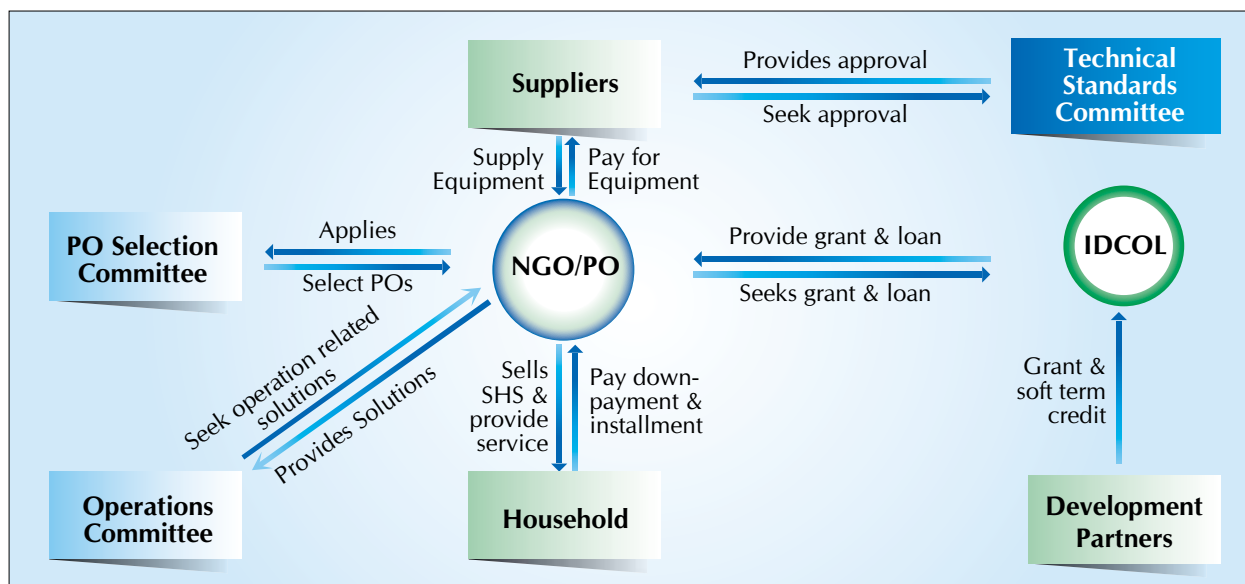 Suppliers
Provides approval
Seek approval
Technical
Standards
Committee
Supply
Equipment
Pay for
Equipment
PO Selection
Committee
Applies
Select POs
NGO/PO
Provide grant & loan
Seeks grant & loan
IDCOL
Seek operation related
solutions
Provides Solutions
Sells
SHS &
provide
service
Pay down-
payment &
installment
Grant &
soft term
credit
Operations
Committee
Household
Development
Partners